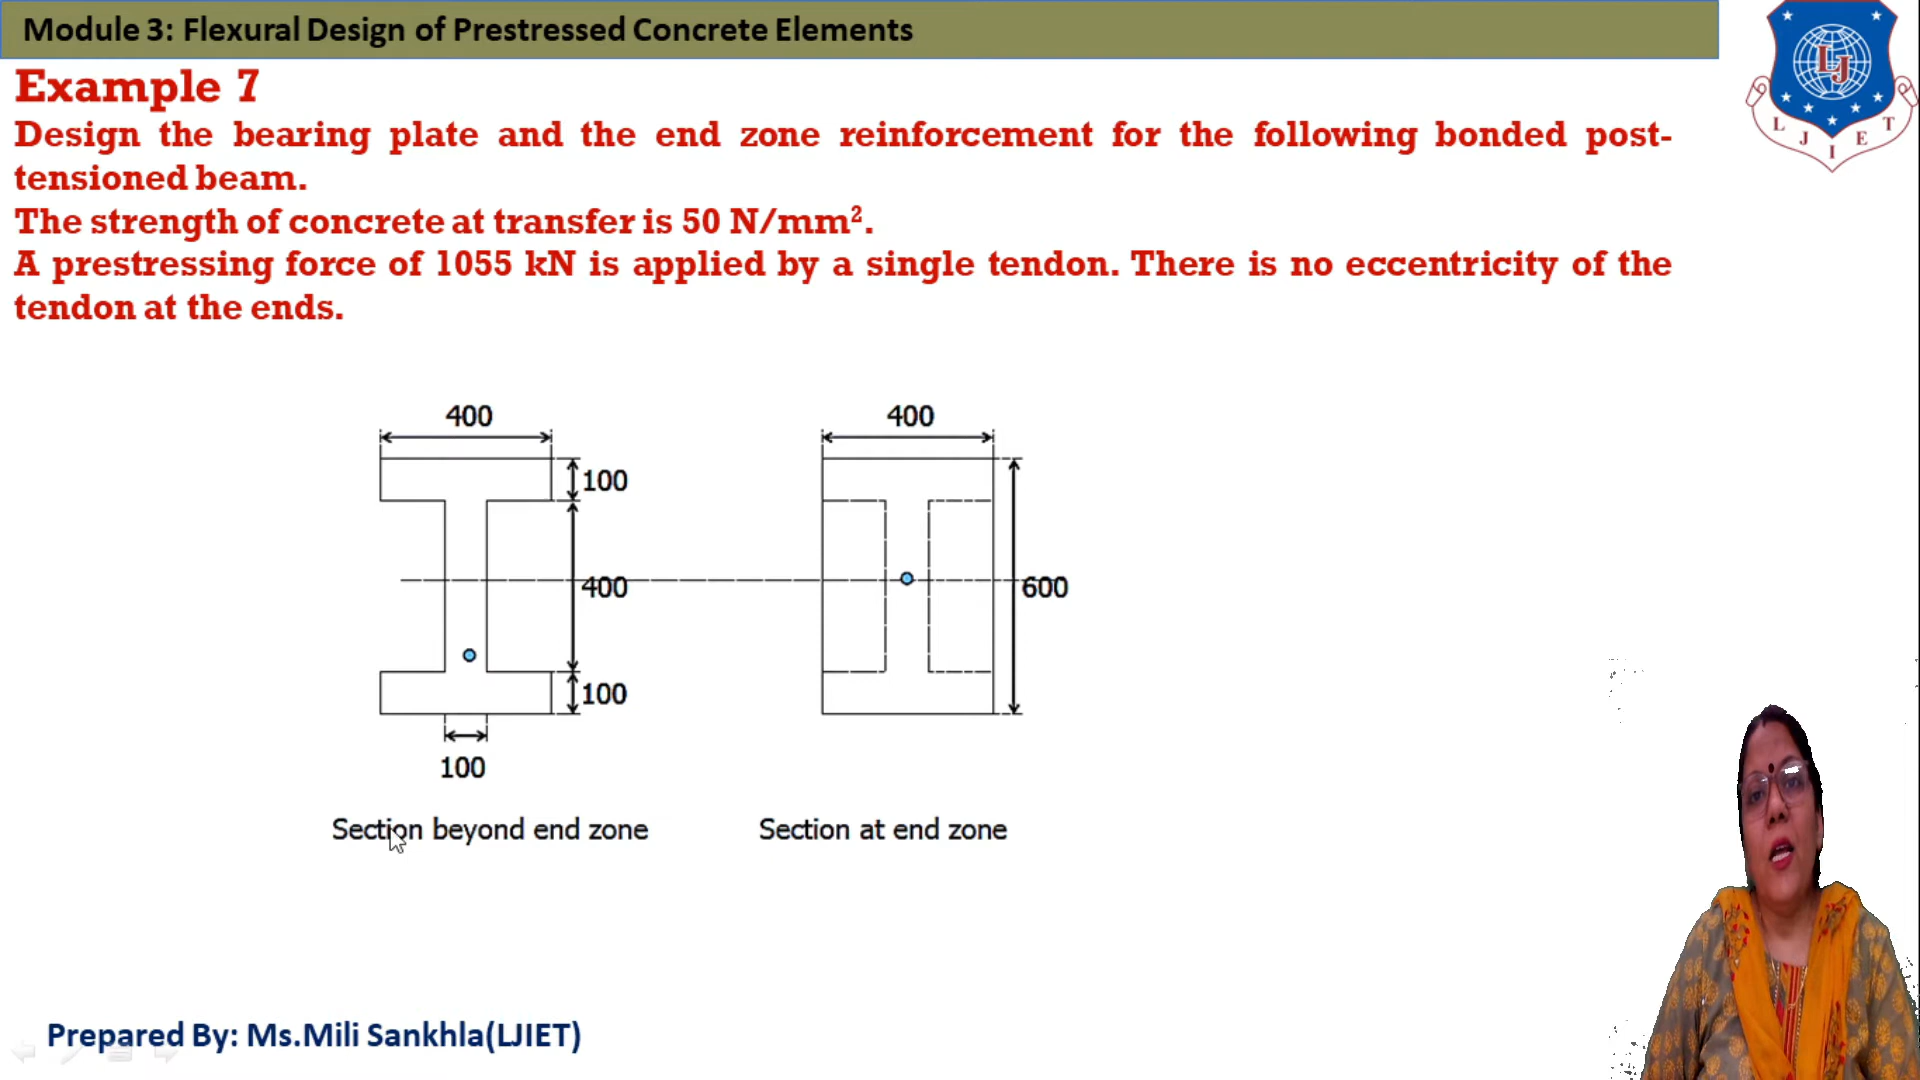 Module 3: Flexural Design of Prestressed Concrete Elements
Example 7
Design the bearing plate and the end zone reinforcement for the following bonded post-
tensioned beam.
The strength of concrete at transfer is 50 N/mm².
A prestressing force of 1055 kN is applied by a single tendon. There is no eccentricity of the
tendon at the ends.
LJ
L J I E T
400
100
400
100
100
Section beyond end zone
400
600
Section at end zone
Prepared By: Ms.Mili Sankhla(LJIET)